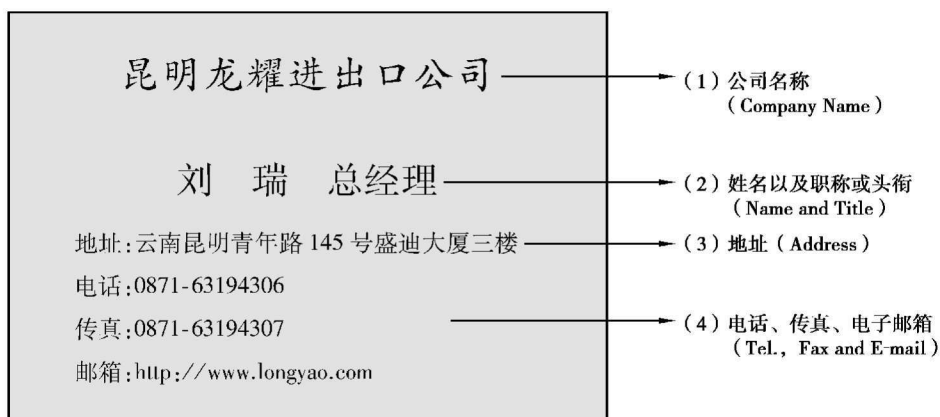 昆明龙耀进出口公司
(1) 公司名称
(Company Name)
刘 瑞 总经理
(2) 姓名以及职称或头衔
(Name and Title)
地址:云南昆明青年路 145 号盛迪大厦三楼
(3) 地址 (Address)
电话:0871-63194306
传真:0871-63194307
(4) 电话、传真、电子邮箱
(Tel., Fax and E-mail)
邮箱:http://www.longyao.com